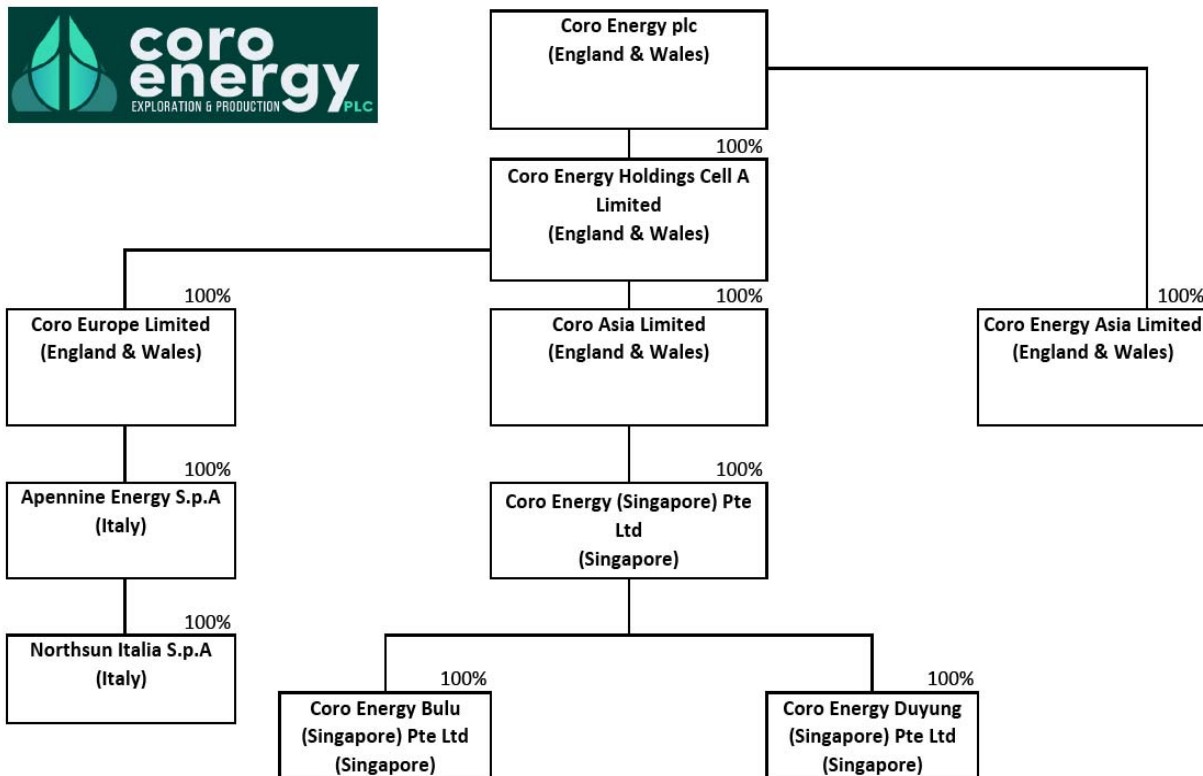 coro
energy
EXPLORATION & PRODUCTION
PLC
Coro Energy plc
(England & Wales)
100%
Coro Energy Holdings Cell A
Limited
(England & Wales)
100%
Coro Europe Limited
(England & Wales)
100%
Coro Asia Limited
(England & Wales)
100%
Coro Energy Asia Limited
(England & Wales)
100%
Apennine Energy S.p.A
(Italy)
100%
Coro Energy (Singapore) Pte
Ltd
(Singapore)
100%
Northsun Italia S.p.A
(Italy)
100%
Coro Energy Bulu
(Singapore) Pte Ltd
(Singapore)
100%
Coro Energy Duyung
(Singapore) Pte Ltd
(Singapore)